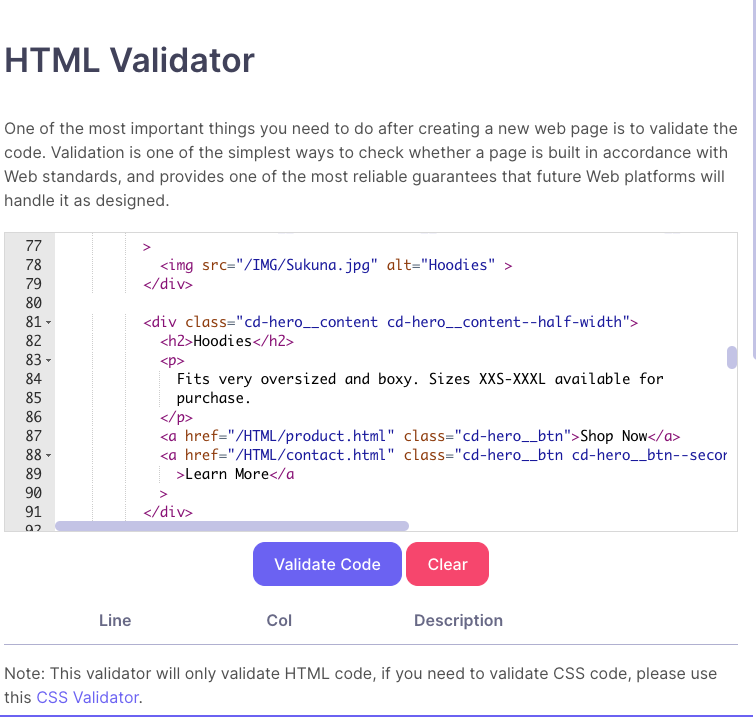 HTML Validator
One of the most important things you need to do after creating a new web page is to validate the
code. Validation is one of the simplest ways to check whether a page is built in accordance with
Web standards, and provides one of the most reliable guarantees that future Web platforms will
handle it as designed.
77 >
78 <img src="/IMG/Sukuna.jpg" alt="Hoodies" >
79 </div>
80
81 <div class="cd-hero__content cd-hero__content--half-width">
82 <h2>Hoodies</h2>
83 <p>
84 Fits very oversized and boxy. Sizes XXS-XXXL available for
85 purchase.
86 </p>
87 <a href="/HTML/product.html" class="cd-hero__btn">Shop Now</a>
88 <a href="/HTML/contact.html" class="cd-hero__btn cd-hero__btn--secon
89 >Learn More</a
90 >
91 </div>
92
Validate Code Clear
Line Col Description
Note: This validator will only validate HTML code, if you need to validate CSS code, please use
this CSS Validator.